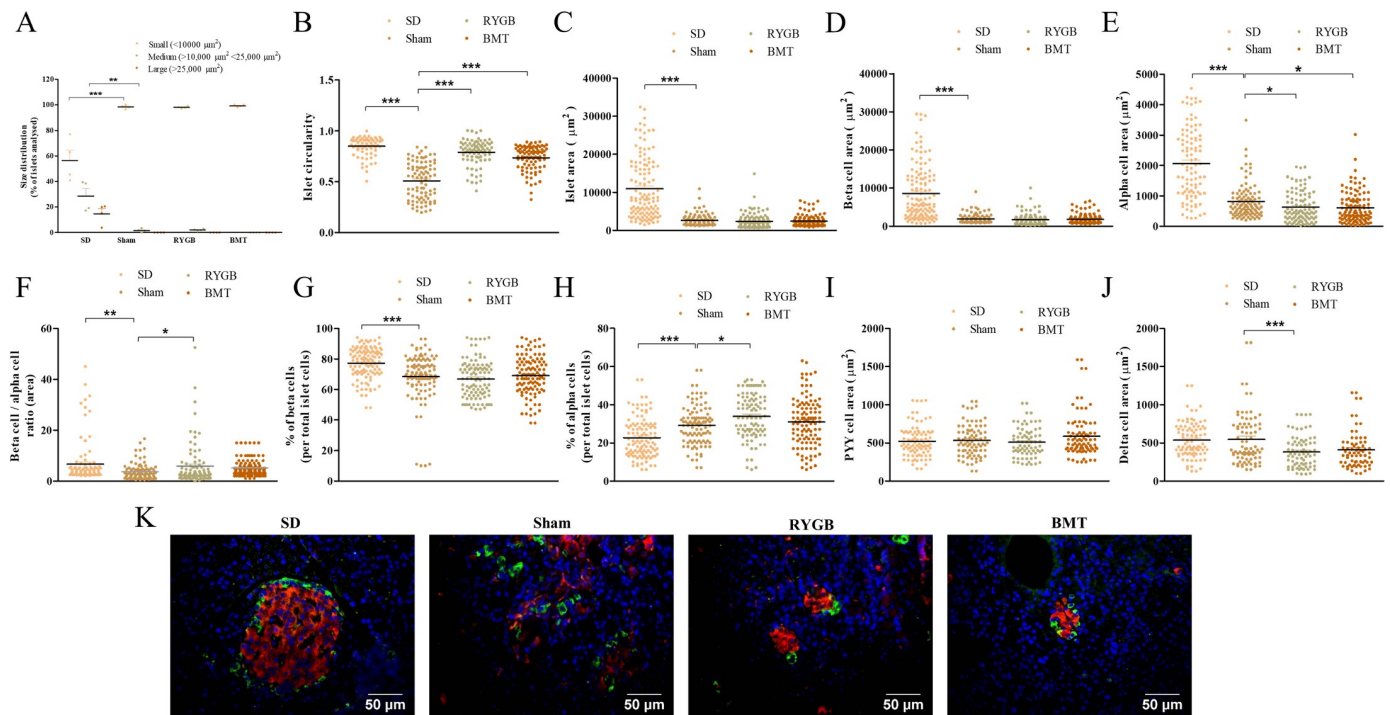 A
Small (<10000 µm²)
Medium (>10,000 µm² <25,000 µm²)
Large (>25,000 µm²)
Size distribution
(% of islets analysed)
120
100
80
60
40
20
0
**
***
SD Sham RYGB BMT
B
SD RYGB
Sham BMT
Islet circularity
1.5
1.0
0.5
0.0
***
***
***
C
SD RYGB
Sham BMT
Islet area ( µm²)
40000
30000
20000
10000
0
***
D
SD RYGB
Sham BMT
Beta cell area ( µm²)
40000
30000
20000
10000
0
***
E
SD RYGB
Sham BMT
Alpha cell area ( µm²)
5000
4000
3000
2000
1000
0
*** *
*
F
SD RYGB
Sham BMT
Beta cell / alpha cell
ratio (area)
60
40
20
0
**
*
G
SD RYGB
Sham BMT
% of beta cells
(per total islet cells)
100
80
60
40
20
0
***
H
SD RYGB
Sham BMT
% of alpha cells
(per total islet cells)
80
60
40
20
0
*** *
I
SD RYGB
Sham BMT
PYY cell area ( µm²)
2000
1500
1000
500
0
J
SD RYGB
Sham BMT
Delta cell area ( µm²)
2000
1500
1000
500
0
***
K
SD Sham RYGB BMT
50 µm 50 µm 50 µm 50 µm